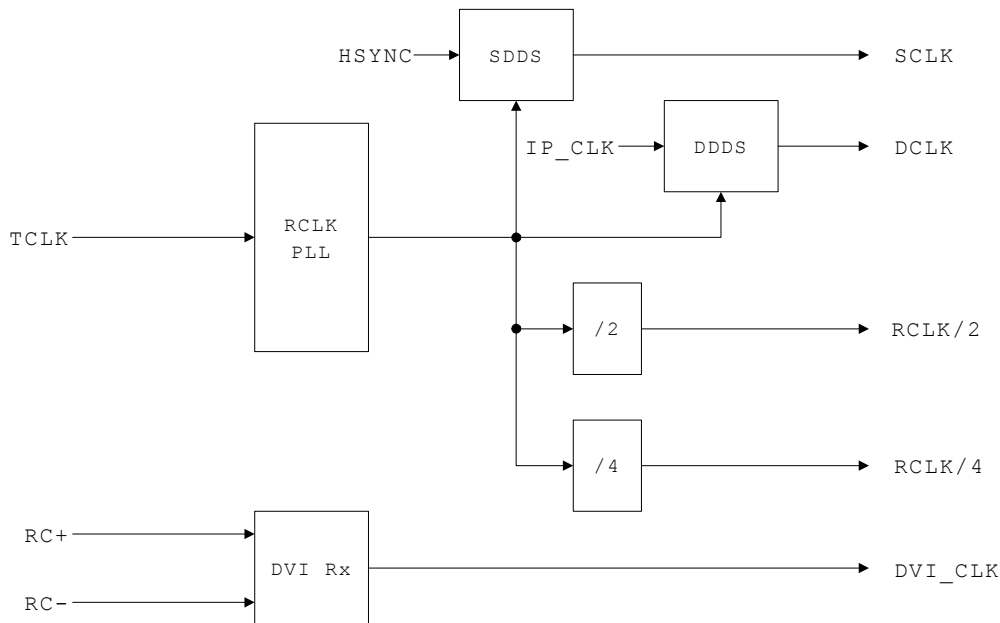 HSYNC
SDDS
SCLK
IP_CLK
DDDS
DCLK
TCLK
RCLK
PLL
/2
RCLK/2
/4
RCLK/4
RC+
DVI Rx
DVI_CLK
RC-